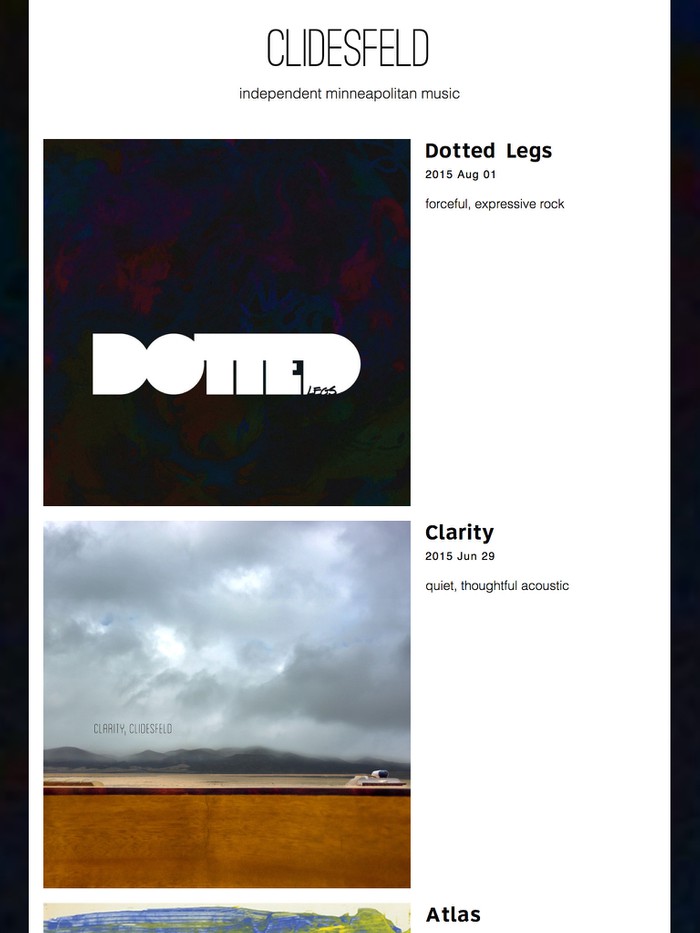 CLIDESFELD
independent minneapolitan music
Dotted Legs
2015 Aug 01
forceful, expressive rock
DOTTED
LEGS
Clarity
2015 Jun 29
quiet, thoughtful acoustic
CLARITY, CLIDESFELD
Atlas